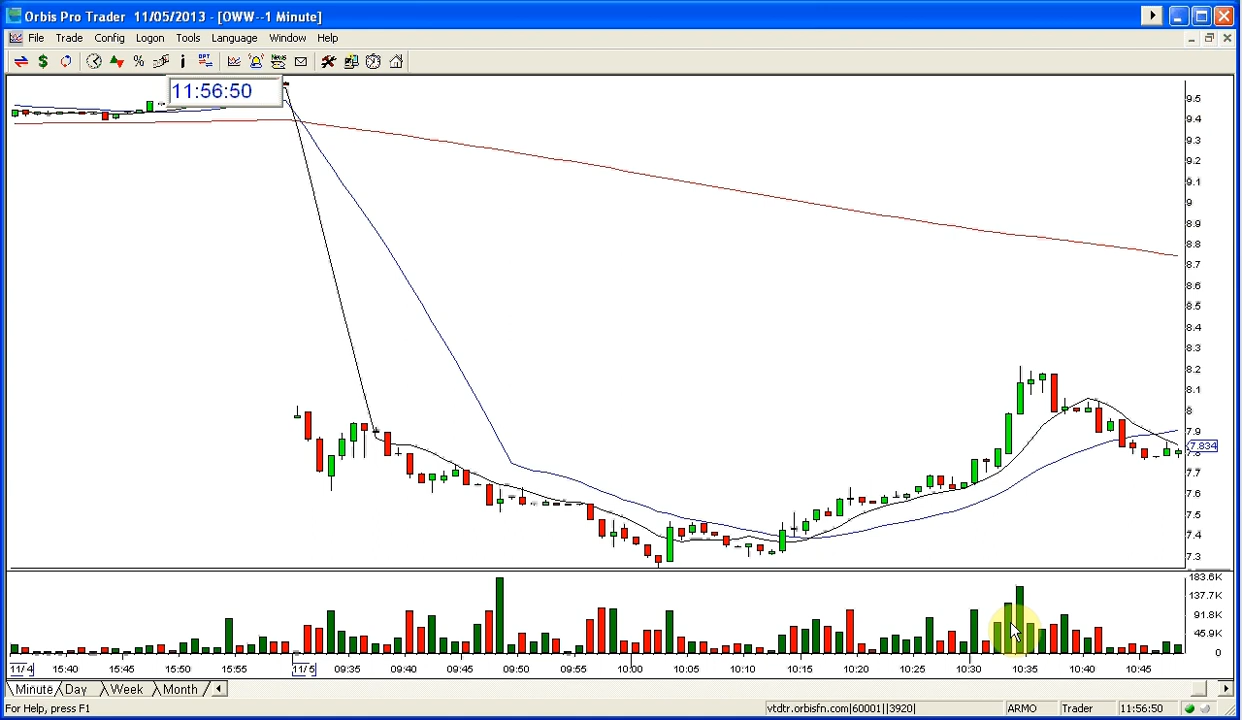 Orbis Pro Trader 11/05/2013 - [OWW--1 Minute]
File Trade Config Logon Tools Language Window Help
11:56:50
9.5
9.4
9.3
9.2
9.1
9
8.9
8.8
8.7
8.6
8.5
8.4
8.3
8.2
8.1
8
7.9
7.834
7.7
7.6
7.5
7.4
7.3
183.6K
137.7K
91.8K
45.9K
0
11/4 15:40 15:45 15:50 15:55 11/5 09:35 09:40 09:45 09:50 09:55 10:00 10:05 10:10 10:15 10:20 10:25 10:30 10:35 10:40 10:45
Minute Day Week Month
For Help, press F1 vtdtr.orbisfn.com|60001||3920| ARMO Trader 11:56:50